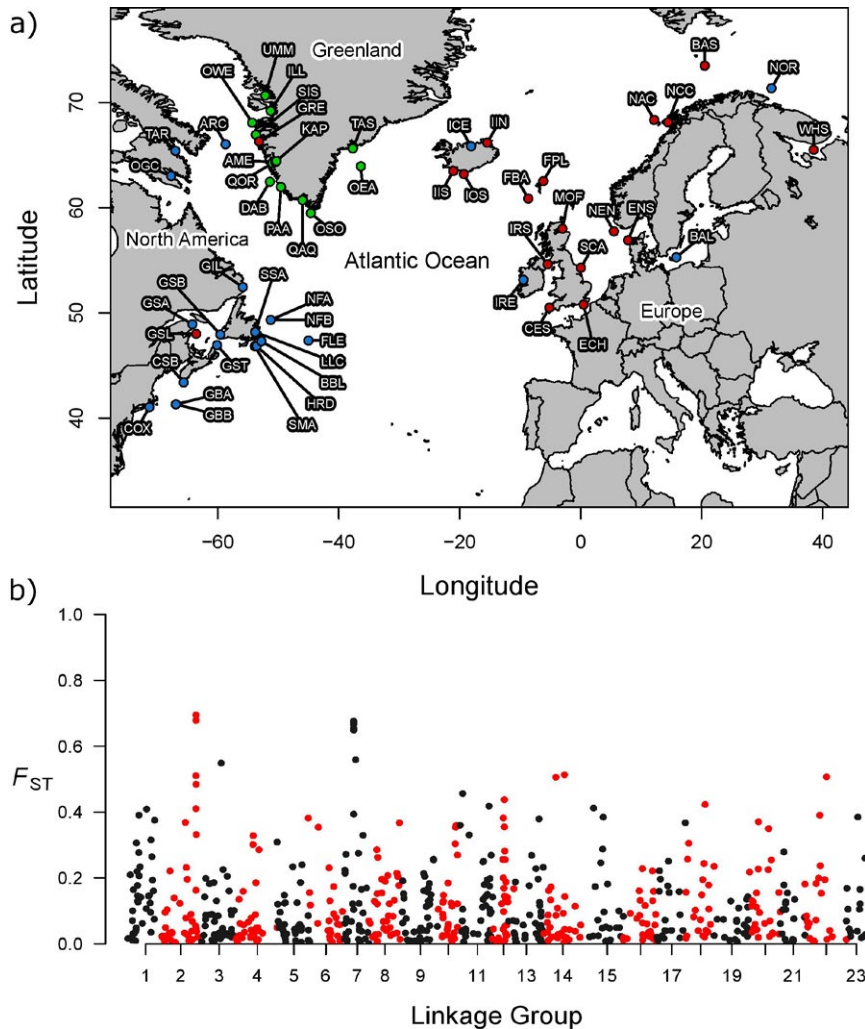 a)
UMM
Greenland
BAS
OWE
ILL
NOR
SIS
70
NAC
NCC
ARC
GRE
TAS
ICE
IIN
TAR
KAP
WHS
OGC
AME
FBA
FPL
QOR
OEA
IIS
IOS
MOF
DAB
NEN
ENS
60
PAA
OSO
QAQ
IRS
SCA
BAL
North America
Atlantic Ocean
GIL
GSB
SSA
NFA
IRE
Europe
GSA
NFB
GSL
FLE
CES
CSB
GST
LLC
ECH
BBL
GBA
HRD
40
COX
GBB
SMA
50
Latitude
−60
−40
−20
0
20
40
Longitude
b)
1.0
0.8
0.6
FST
0.4
0.2
0.0
1
2
3
4
5
6
7
8
9
10
11
12
13
14
15
16
17
18
19
20
21
22
23
Linkage Group